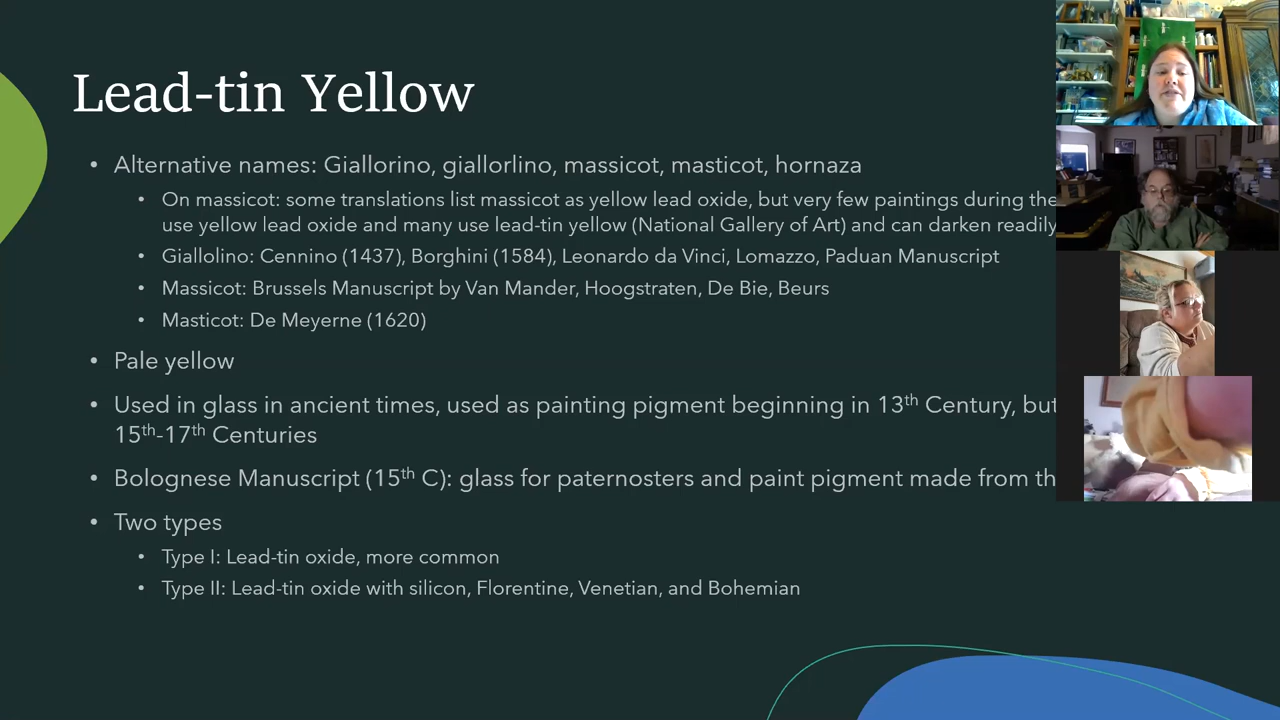 Lead-tin Yellow
• Alternative names: Giallorino, giallorlino, massicot, masticot, hornaza
• On massicot: some translations list massicot as yellow lead oxide, but very few paintings during the
use yellow lead oxide and many use lead-tin yellow (National Gallery of Art) and can darken readily
• Giallolino: Cennino (1437), Borghini (1584), Leonardo da Vinci, Lomazzo, Paduan Manuscript
• Massicot: Brussels Manuscript by Van Mander, Hoogstraten, De Bie, Beurs
• Masticot: De Meyerne (1620)
• Pale yellow
• Used in glass in ancient times, used as painting pigment beginning in 13th Century, but
15th-17th Centuries
• Bolognese Manuscript (15th C): glass for paternosters and paint pigment made from th
• Two types
• Type I: Lead-tin oxide, more common
• Type II: Lead-tin oxide with silicon, Florentine, Venetian, and Bohemian